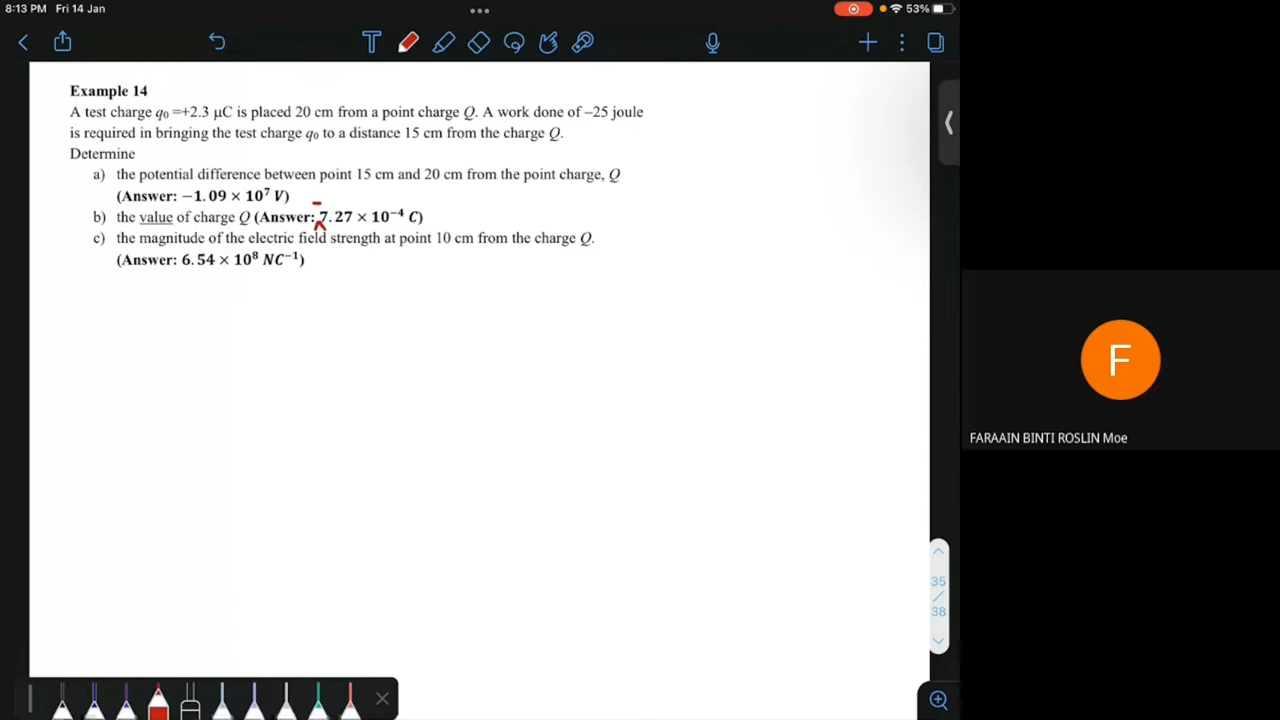 8:13 PM Fri 14 Jan
53%
T
Example 14
A test charge q₀ =+2.3 μC is placed 20 cm from a point charge Q. A work done of −25 joule
is required in bringing the test charge q₀ to a distance 15 cm from the charge Q.
Determine
a) the potential difference between point 15 cm and 20 cm from the point charge, Q
(Answer: −1.09 × 10⁷ V)
b) the value of charge Q (Answer: -7.27 × 10⁻⁴ C)
c) the magnitude of the electric field strength at point 10 cm from the charge Q.
(Answer: 6.54 × 10⁸ NC⁻¹)
F
FARAAIN BINTI ROSLIN Moe
35
/
38